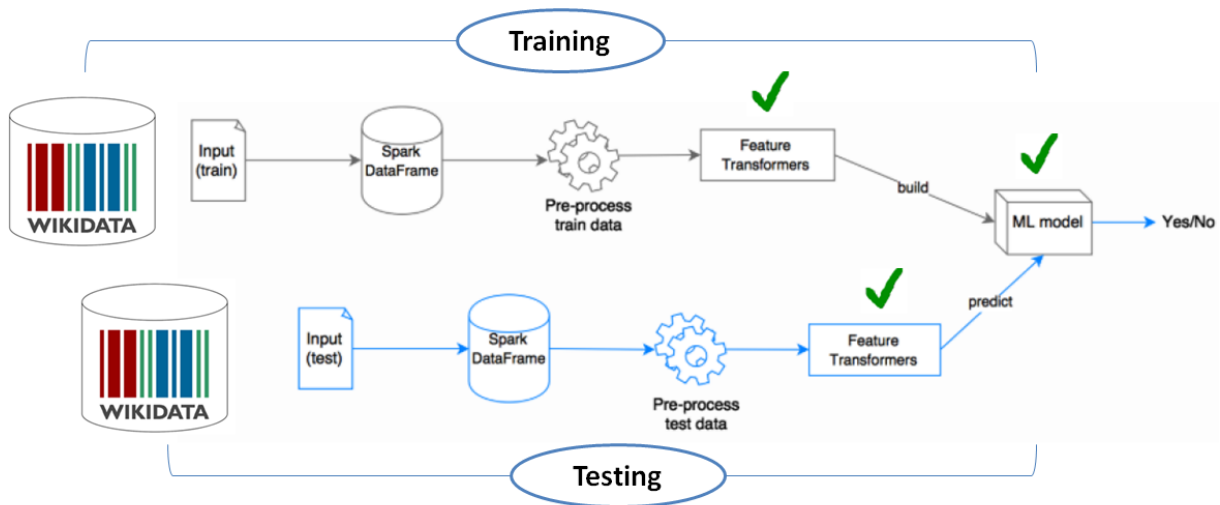 Training
WIKIDATA
Input
(train)
Spark
DataFrame
Pre-process
train data
Feature
Transformers
build
ML model
Yes/No
WIKIDATA
Input
(test)
Spark
DataFrame
Pre-process
test data
Feature
Transformers
predict
Testing